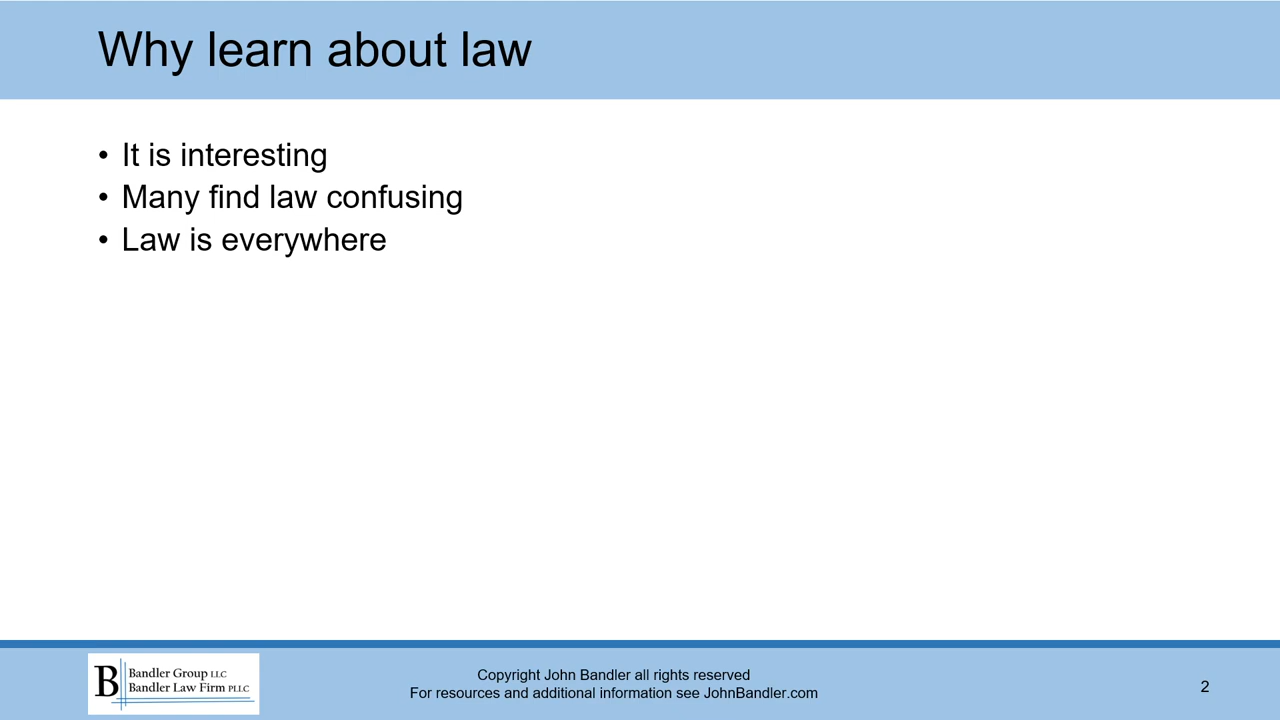 Why learn about law
• It is interesting
• Many find law confusing
• Law is everywhere
B
Bandler Group LLC
Bandler Law Firm PLLC
Copyright John Bandler all rights reserved
For resources and additional information see JohnBandler.com
2